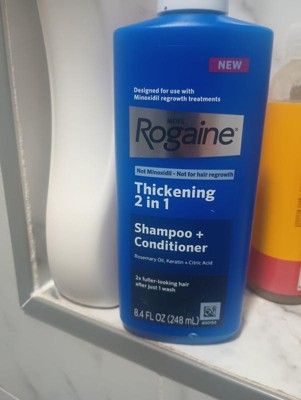 NEW
Designed for use with
Minoxidil regrowth treatments
MEN'S
Rogaine®
Not Minoxidil - Not for hair regrowth
Thickening
2 in 1
Shampoo +
Conditioner
Rosemary Oil, Keratin + Citric Acid
2x fuller-looking hair
after just 1 wash
8.4 FL OZ (248 mL)